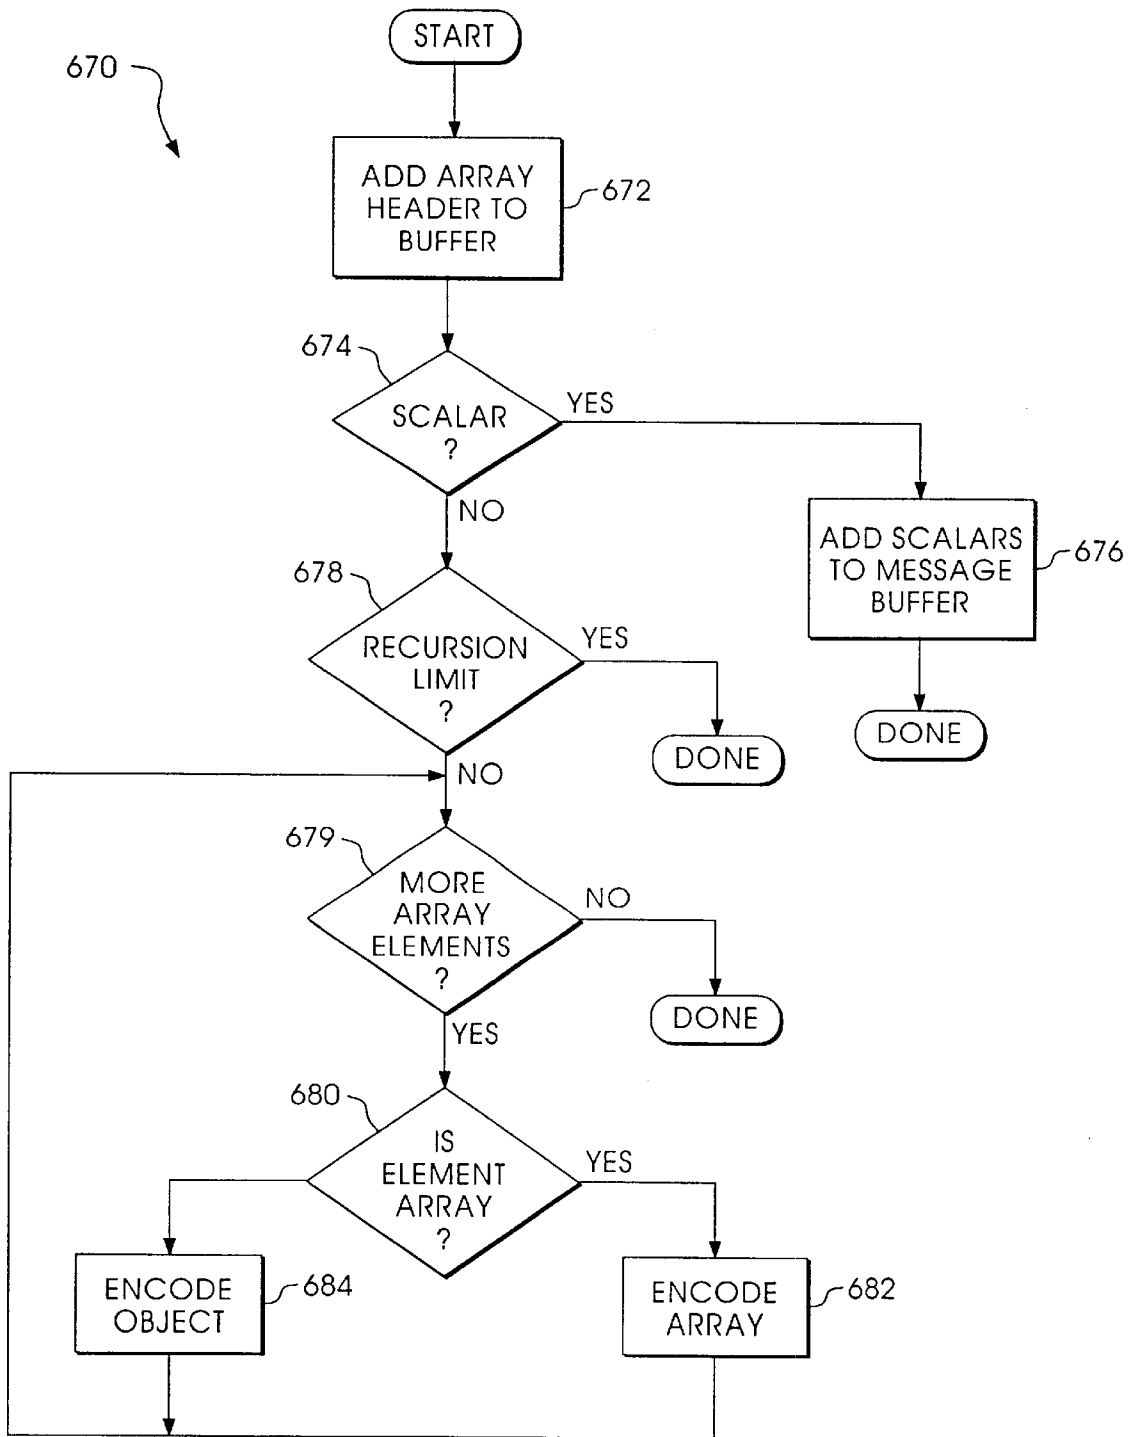 START
670
ADD ARRAY
HEADER TO
BUFFER
672
674
SCALAR
?
YES
NO
ADD SCALARS
TO MESSAGE
BUFFER
676
678
RECURSION
LIMIT
?
YES
DONE
DONE
NO
679
MORE
ARRAY
ELEMENTS
?
NO
DONE
YES
680
IS
ELEMENT
ARRAY
?
YES
ENCODE
OBJECT
684
ENCODE
ARRAY
682